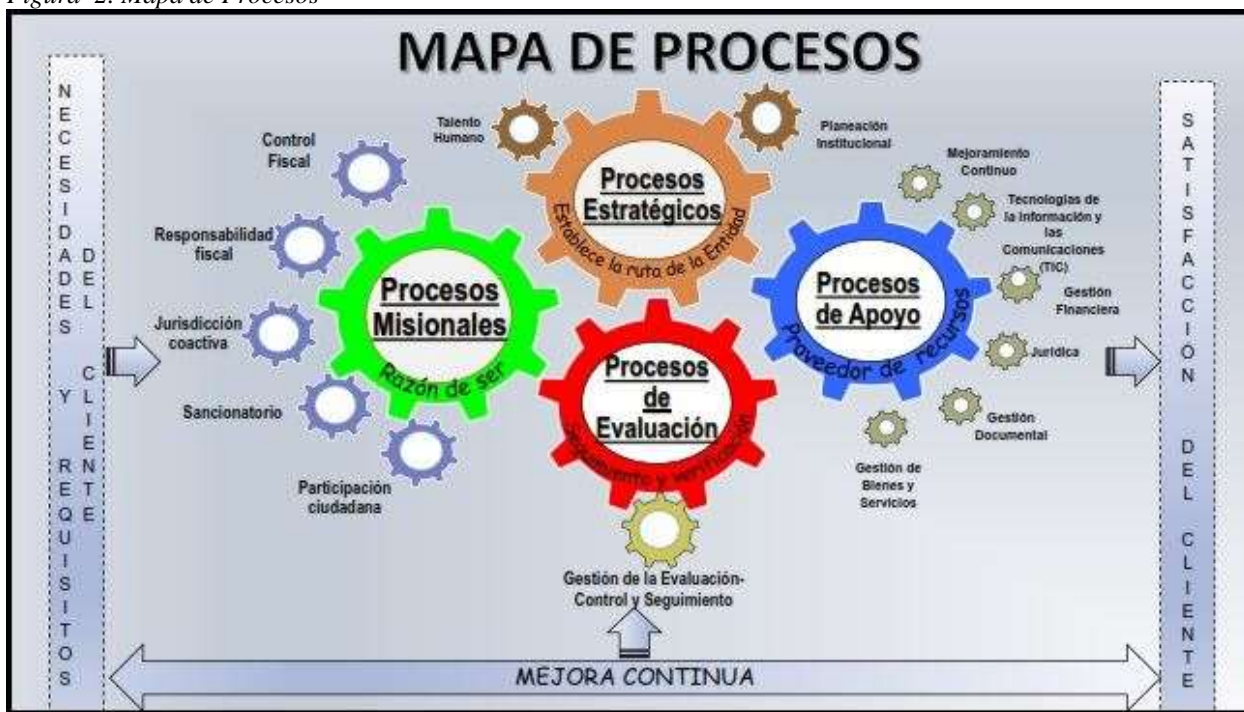 Figura 2. Mapa de Procesos
MAPA DE PROCESOS
NECESIDADES Y REQUISITOS
DEL CLIENTE
Control
Fiscal
Responsabilidad
fiscal
Jurisdicción
coactiva
Sancionatorio
Participación
ciudadana
Procesos
Misionales
Razón de ser
Talento
Humano
Planeación
Institucional
Procesos
Estratégicos
Establece la ruta de la Entidad
Procesos
de
Evaluación
Seguimiento y verificación
Gestión de la Evaluación-
Control y Seguimiento
Procesos
de Apoyo
Proveedor de recursos
Mejoramiento
Continuo
Tecnologías de
la información y
las
Comunicaciones
(TIC)
Gestión
Financiera
Jurídica
Gestión
Documental
Gestión de
Bienes y
Servicios
SATISFACCIÓN DEL CLIENTE
MEJORA CONTINUA